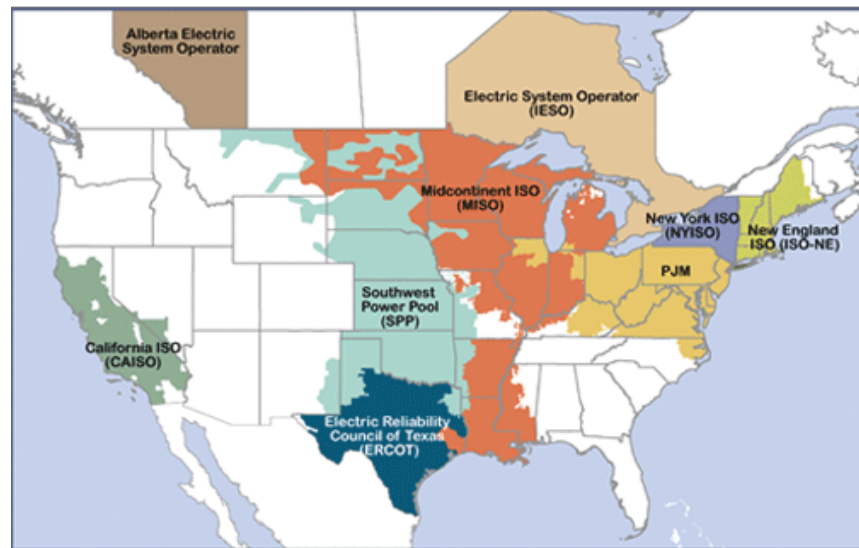 Alberta Electric
System Operator
Electric System Operator
(IESO)
Midcontinent ISO
(MISO)
New York ISO
(NYISO)
New England
ISO (ISO-NE)
PJM
Southwest
Power Pool
(SPP)
California ISO
(CAISO)
Electric Reliability
Council of Texas
(ERCOT)